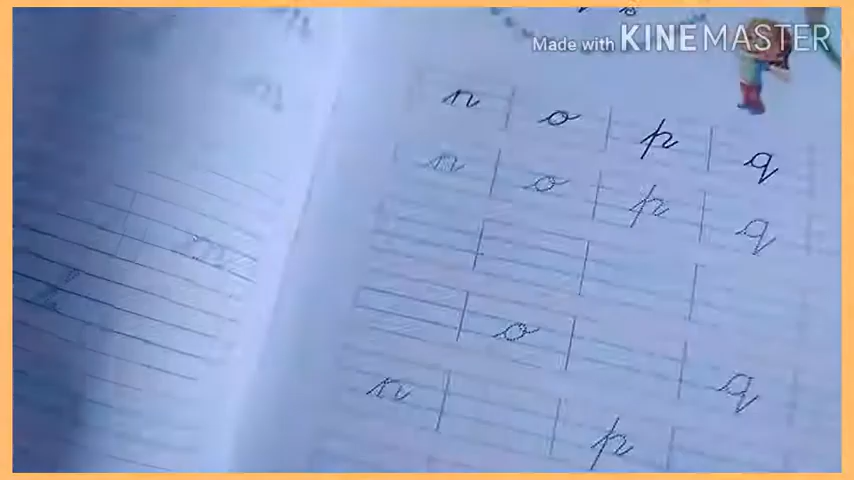 Made with KINEMASTER
n o p q
n o p q
o q
n p